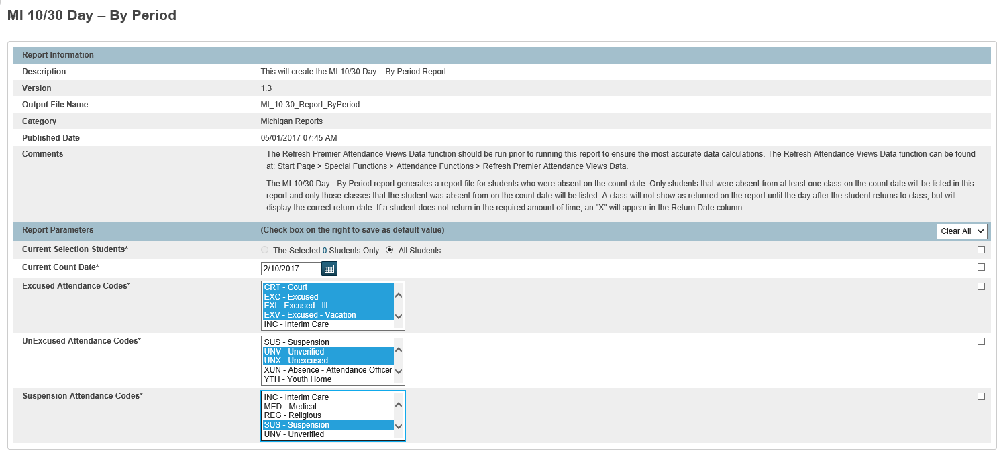 MI 10/30 Day – By Period
Report Information
Description This will create the MI 10/30 Day – By Period Report.
Version 1.3
Output File Name MI_10-30_Report_ByPeriod
Category Michigan Reports
Published Date 05/01/2017 07:45 AM
Comments The Refresh Premier Attendance Views Data function should be run prior to running this report to ensure the most accurate data calculations. The Refresh Attendance Views Data function can be found
at: Start Page > Special Functions > Attendance Functions > Refresh Premier Attendance Views Data.
The MI 10/30 Day - By Period report generates a report file for students who were absent on the count date. Only students that were absent from at least one class on the count date will be listed in this
report and only those classes that the student was absent from on the count date will be listed. A class will not show as returned on the report until the day after the student returns to class, but will
display the correct return date. If a student does not return in the required amount of time, an "X" will appear in the Return Date column.
Report Parameters (Check box on the right to save as default value) Clear All
Current Selection Students* The Selected 0 Students Only All Students
Current Count Date* 2/10/2017
Excused Attendance Codes* CRT - Court
EXC - Excused
EXI - Excused - Ill
EXV - Excused - Vacation
INC - Interim Care
UnExcused Attendance Codes* SUS - Suspension
UNV - Unverified
UNX - Unexcused
XUN - Absence - Attendance Officer
YTH - Youth Home
Suspension Attendance Codes* INC - Interim Care
MED - Medical
REG - Religious
SUS - Suspension
UNV - Unverified